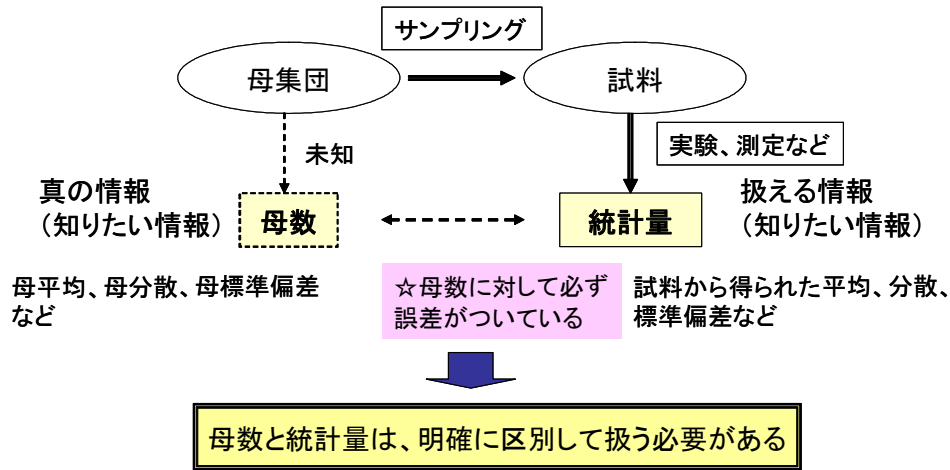 サンプリング
母集団
試料
未知
実験、測定など
真の情報
（知りたい情報）
母数
統計量
扱える情報
（知りたい情報）
母平均、母分散、母標準偏差
など
☆母数に対して必ず
誤差がついている
試料から得られた平均、分散、
標準偏差など
母数と統計量は、明確に区別して扱う必要がある